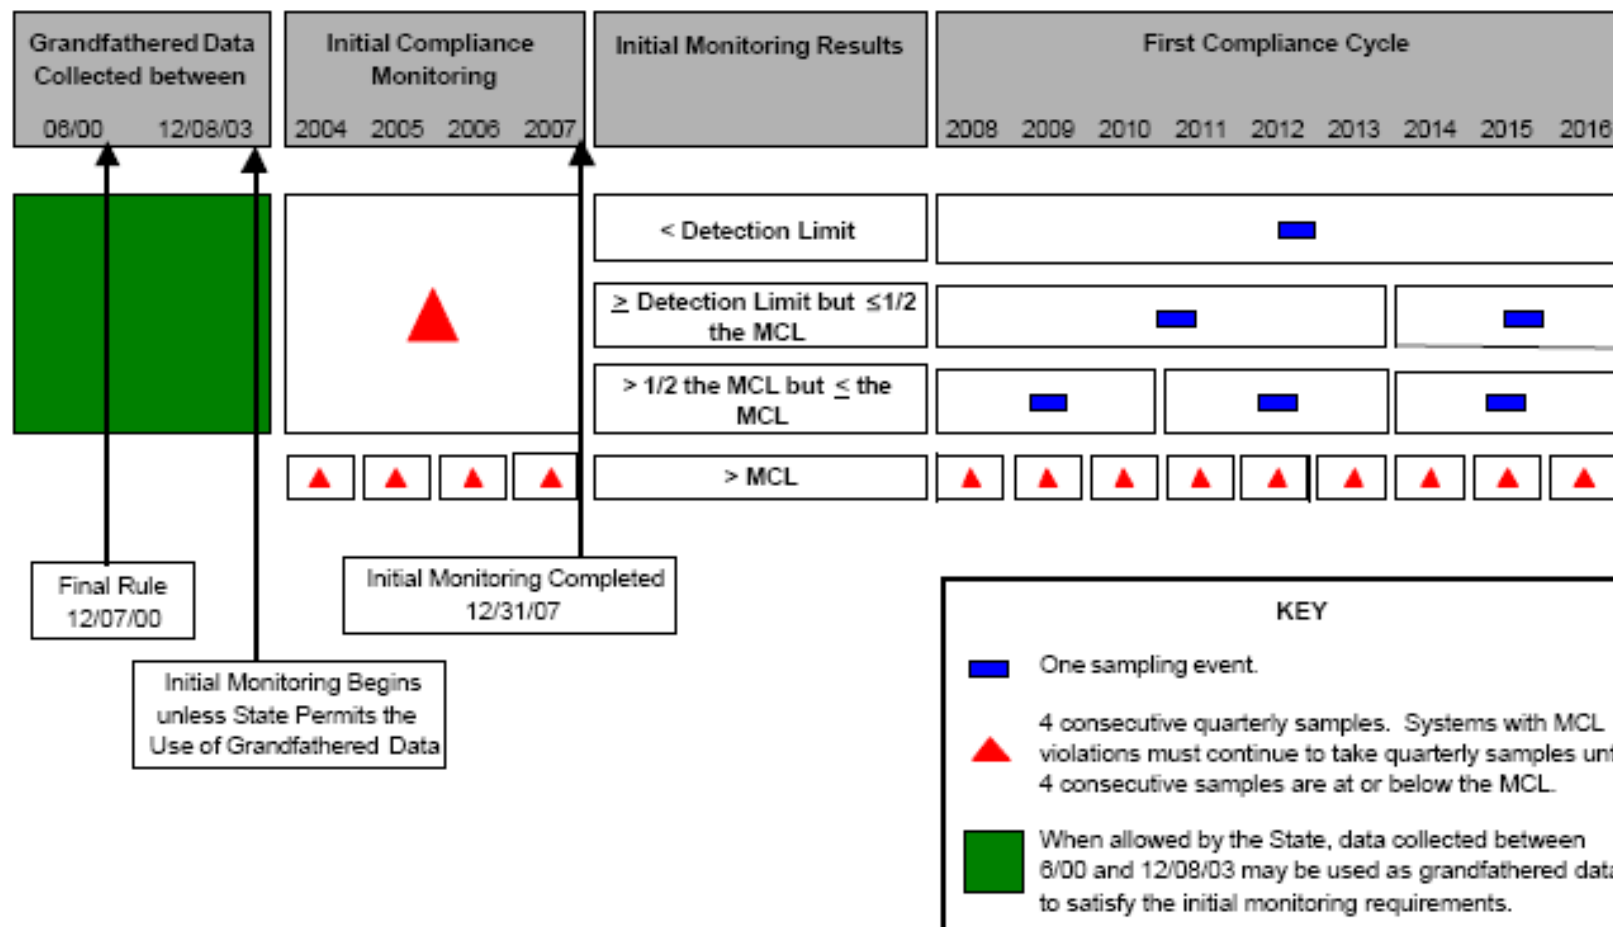 Grandfathered Data
Collected between
06/00 12/08/03
Initial Compliance
Monitoring
2004 2005 2006 2007
Initial Monitoring Results
First Compliance Cycle
2008 2009 2010 2011 2012 2013 2014 2015 2016
< Detection Limit
≥ Detection Limit but ≤1/2
the MCL
> 1/2 the MCL but ≤ the
MCL
> MCL
Final Rule
12/07/00
Initial Monitoring Completed
12/31/07
Initial Monitoring Begins
unless State Permits the
Use of Grandfathered Data
KEY
One sampling event.
4 consecutive quarterly samples. Systems with MCL
violations must continue to take quarterly samples
4 consecutive samples are at or below the MCL.
When allowed by the State, data collected between
6/00 and 12/08/03 may be used as grandfathered data
to satisfy the initial monitoring requirements.